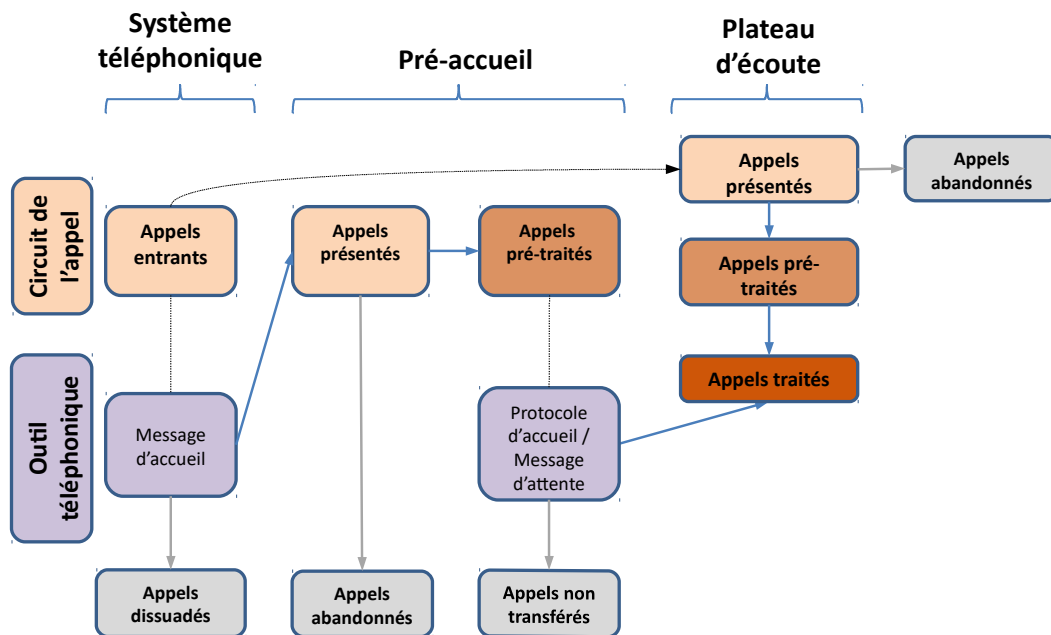 Système
téléphonique
Pré-accueil
Plateau
d'écoute
Circuit de
l'appel
Appels
entrants
Appels
présentés
Appels
pré-traités
Appels
présentés
Appels
abandonnés
Appels pré-
traités
Appels traités
Outil
téléphonique
Message
d'accueil
Protocole
d'accueil /
Message
d'attente
Appels
dissuadés
Appels
abandonnés
Appels non
transférés